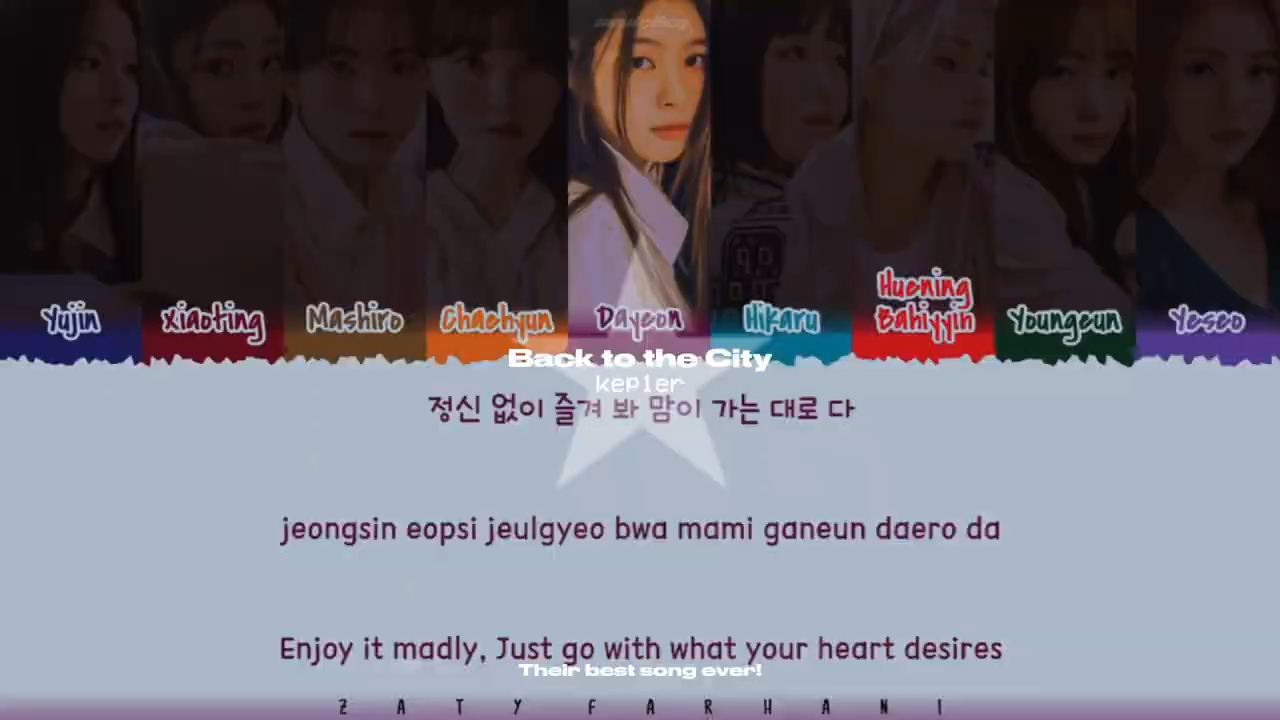 Yujin
Xiaoting
Mashiro
Chaehyun
Dayeon
Hikaru
Huening
Bahiyyih
Youngeun
Yeseo
Back to the City
kep1er
정신 없이 즐겨 봐 맘이 가는 대로 다
jeongsin eopsi jeulgyeo bwa mami ganeun daero da
Enjoy it madly, Just go with what your heart desires
Their best song ever!
ZATY FARHANI